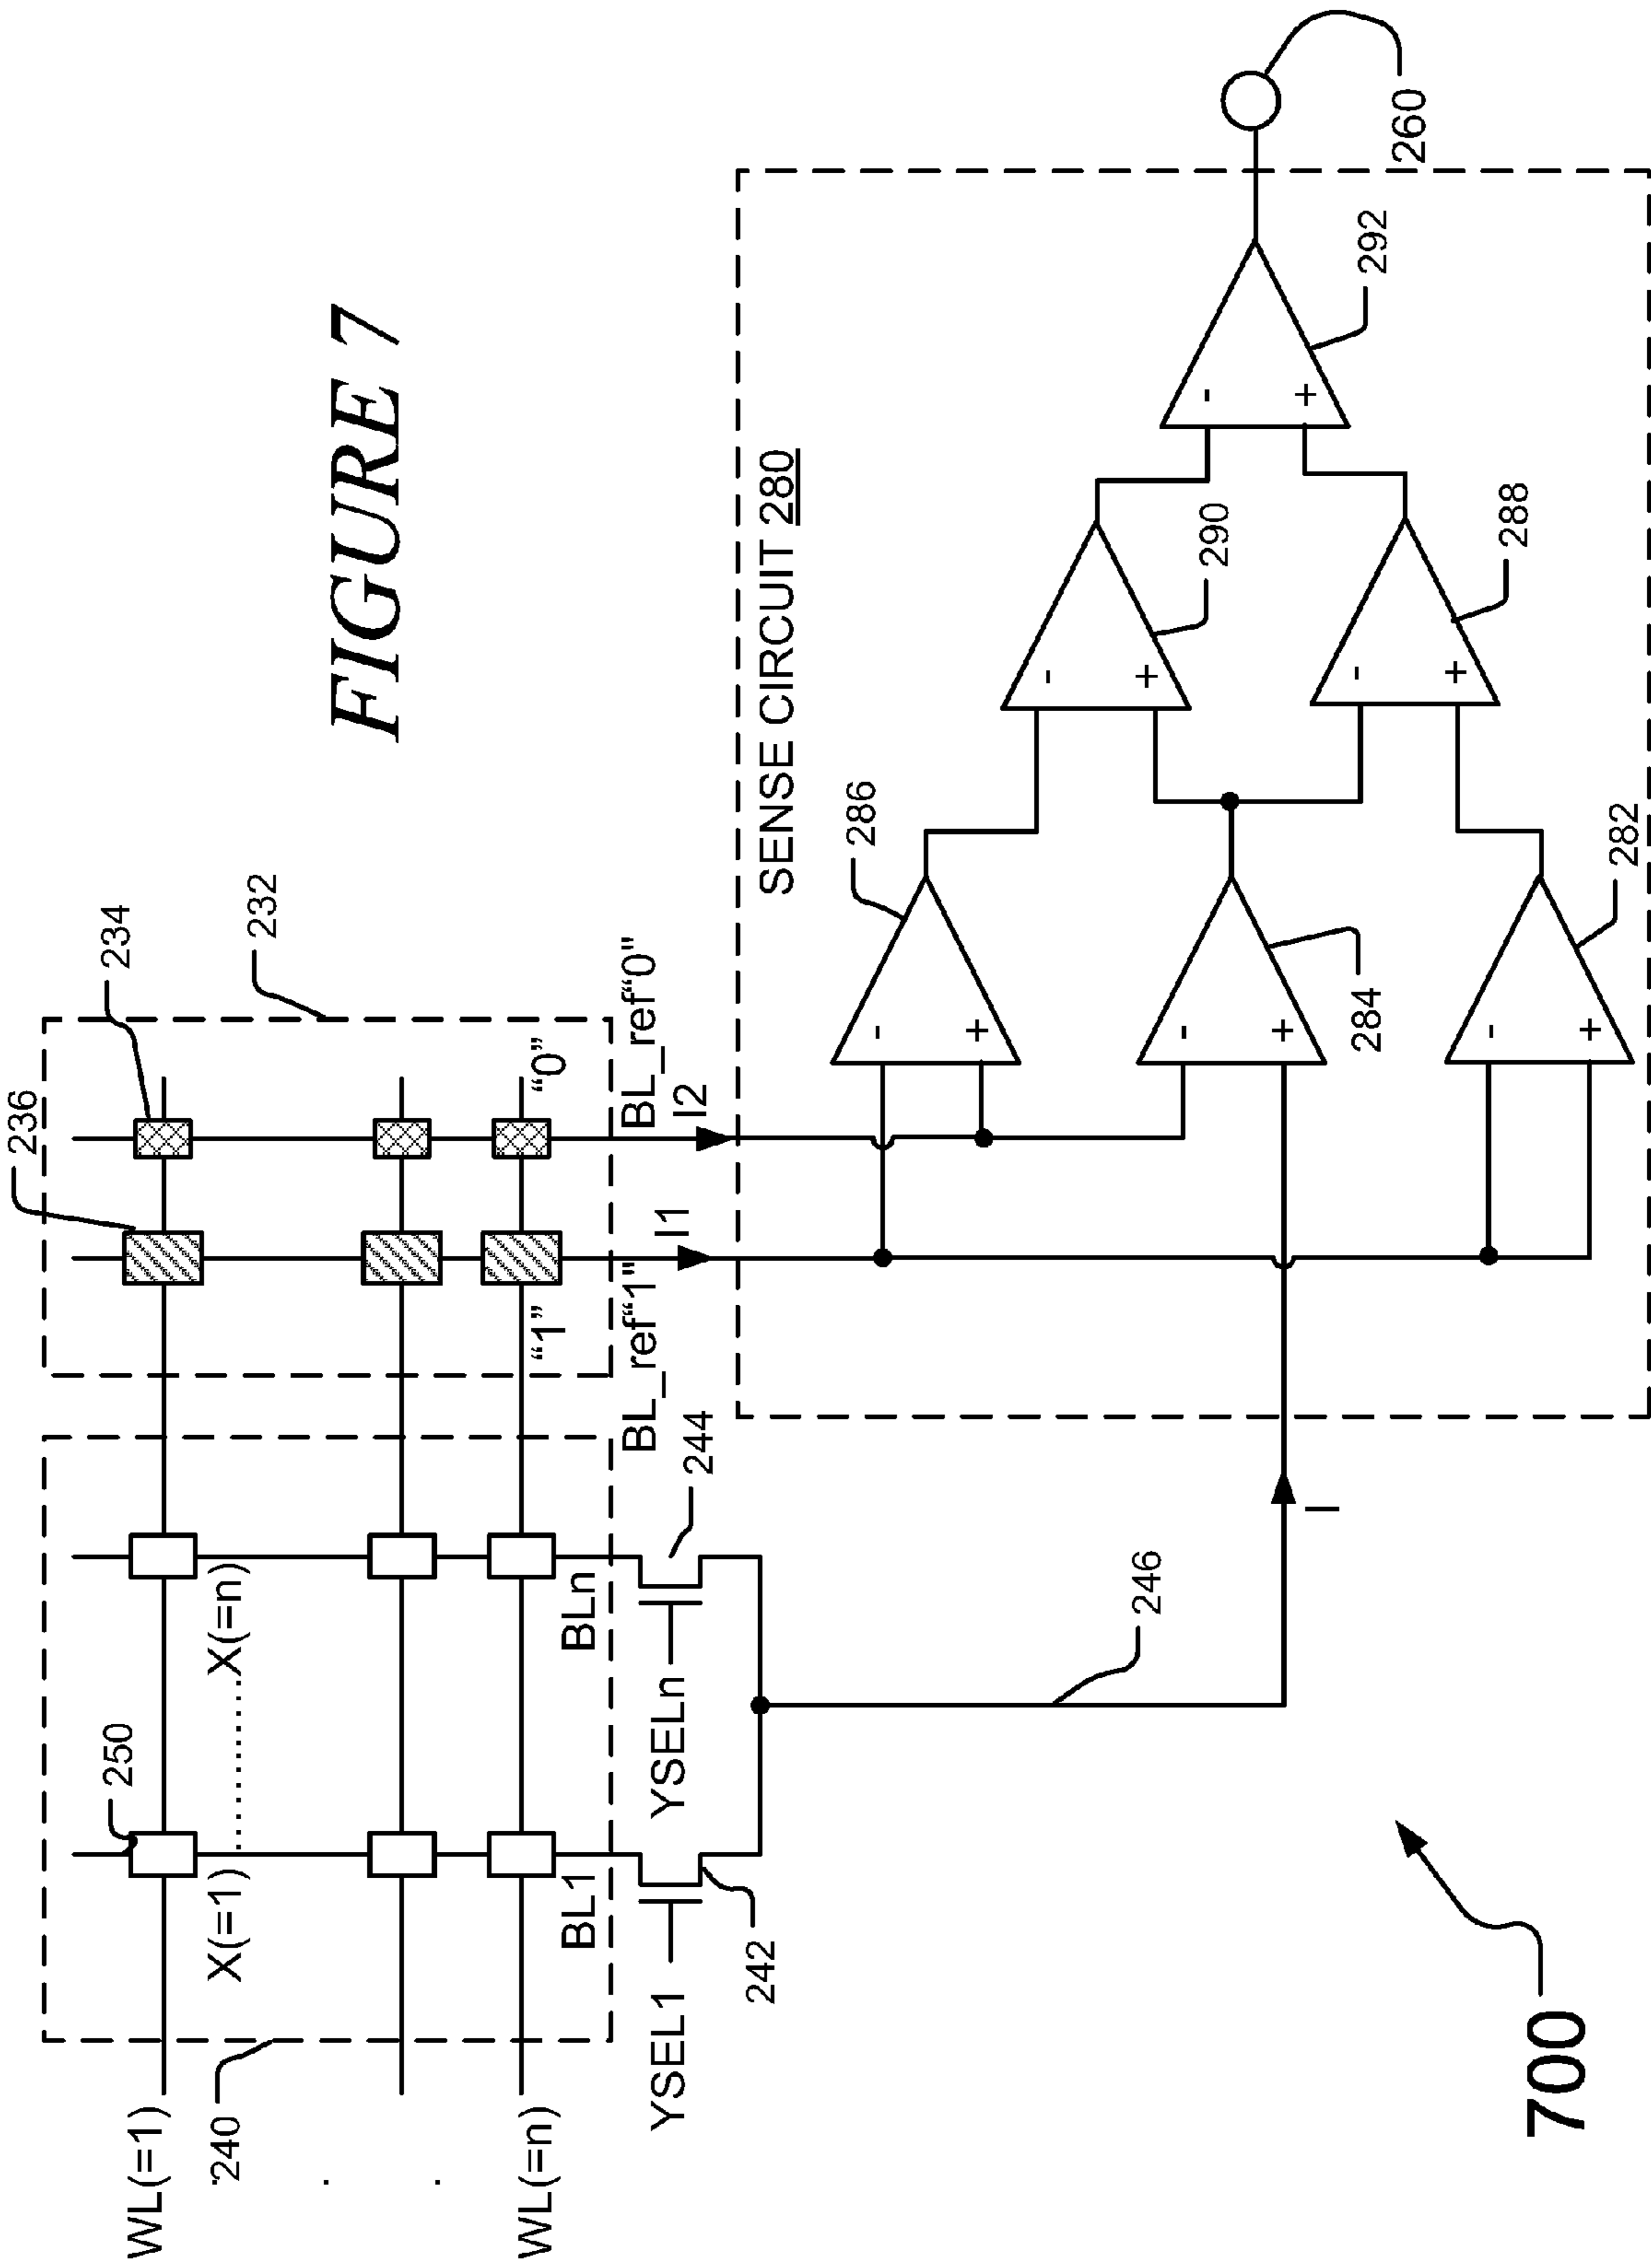 FIGURE 7
WL(=1)
240
.
.
WL(=n)
250
X(=1)........X(=n)
BL1
BLn
YSEL1
YSELn
242
244
246
I
236
234
232
"1"
"0"
BL_ref"1"
BL_ref"0"
I1
I2
SENSE CIRCUIT 280
286
-
+
284
-
+
282
-
+
290
-
+
288
-
+
292
-
+
260
700